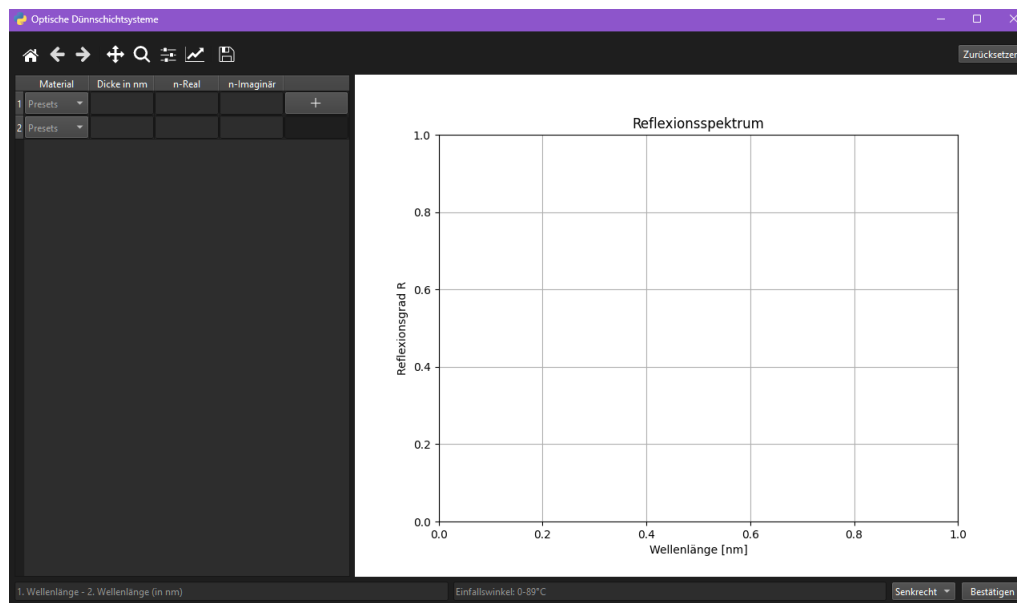 Optische Dünnschichtsysteme
Zurücksetzen
Material Dicke in nm n-Real n-Imaginär
1 Presets +
2 Presets
Reflexionsspektrum
1.0
0.8
0.6
0.4
0.2
0.0
Reflexionsgrad R
0.0 0.2 0.4 0.6 0.8 1.0
Wellenlänge [nm]
1. Wellenlänge - 2. Wellenlänge (in nm) Einfallswinkel: 0-89°C Senkrecht Bestätigen